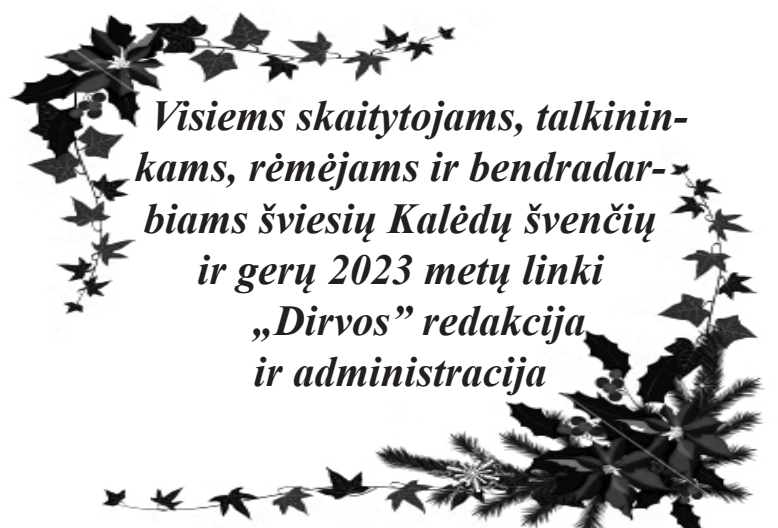 Visiems skaitytojams, talkinin-
kams, rėmėjams ir bendradar-
biams šviesių Kalėdų švenčių
ir gerų 2023 metų linki
„Dirvos” redakcija
ir administracija